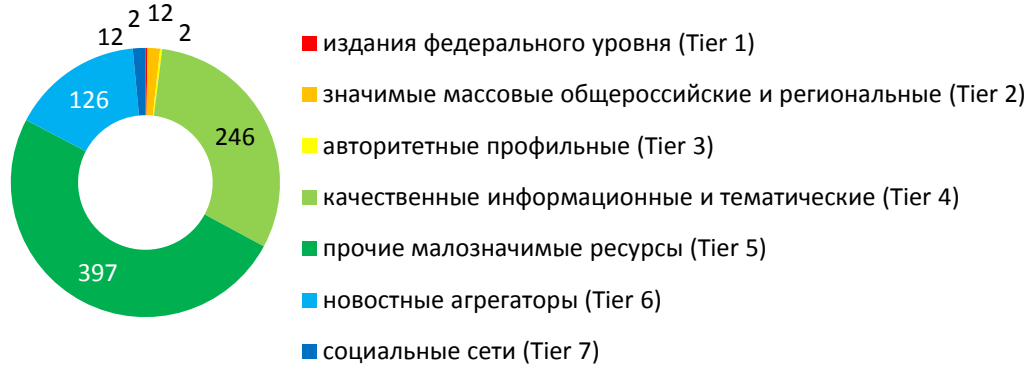 12 2 12 2
126
246
397
издания федерального уровня (Tier 1)
значимые массовые общероссийские и региональные (Tier 2)
авторитетные профильные (Tier 3)
качественные информационные и тематические (Tier 4)
прочие малозначимые ресурсы (Tier 5)
новостные агрегаторы (Tier 6)
социальные сети (Tier 7)